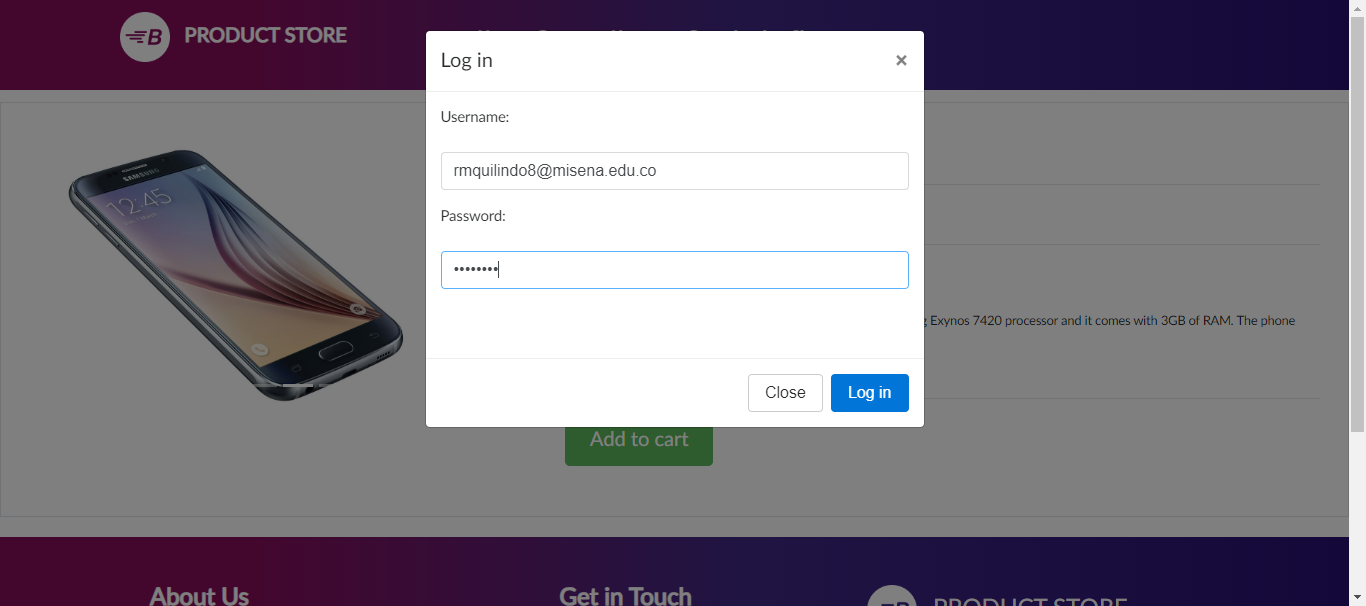 B PRODUCT STORE
Log in ×
Username:
rmquilindo8@misena.edu.co
Password:
••••••••
SAMSUNG
12:45
Exynos 7420 processor and it comes with 3GB of RAM. The phone
Close Log in
Add to cart
About Us Get in Touch PRODUCT STORE